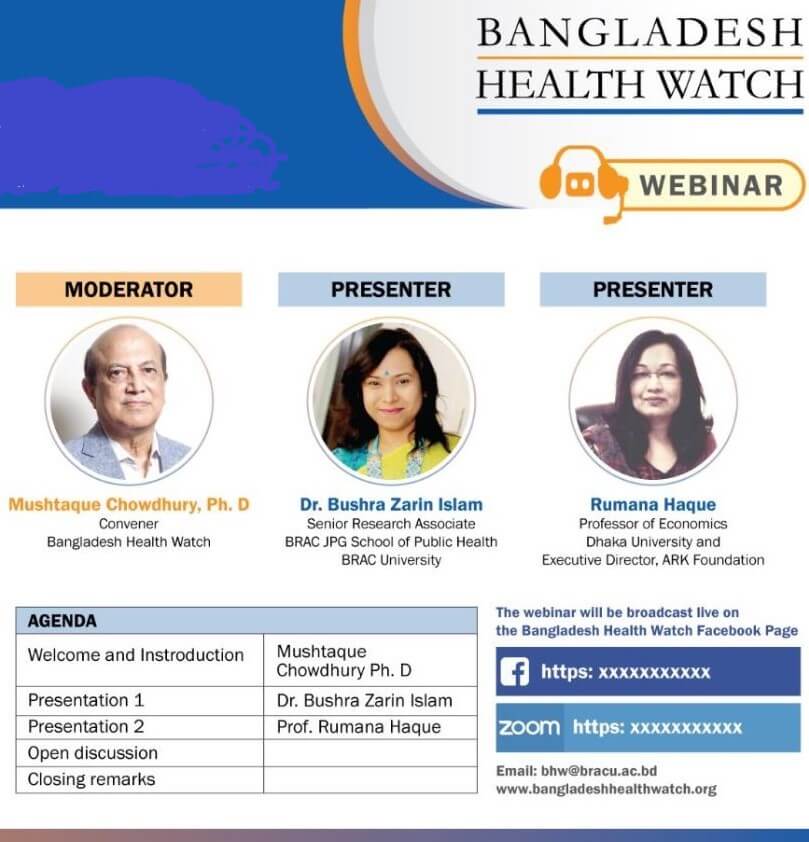 BANGLADESH
HEALTH WATCH
WEBINAR
MODERATOR
Mushtaque Chowdhury, Ph. D
Convener
Bangladesh Health Watch
PRESENTER
Dr. Bushra Zarin Islam
Senior Research Associate
BRAC JPG School of Public Health
BRAC University
PRESENTER
Rumana Haque
Professor of Economics
Dhaka University and
Executive Director, ARK Foundation
AGENDA
Welcome and Instroduction Mushtaque
Chowdhury Ph. D
Presentation 1 Dr. Bushra Zarin Islam
Presentation 2 Prof. Rumana Haque
Open discussion
Closing remarks
The webinar will be broadcast live on
the Bangladesh Health Watch Facebook Page
f https: xxxxxxxxxxx
zoom https: xxxxxxxxxxx
Email: bhw@bracu.ac.bd
www.bangladeshhealthwatch.org